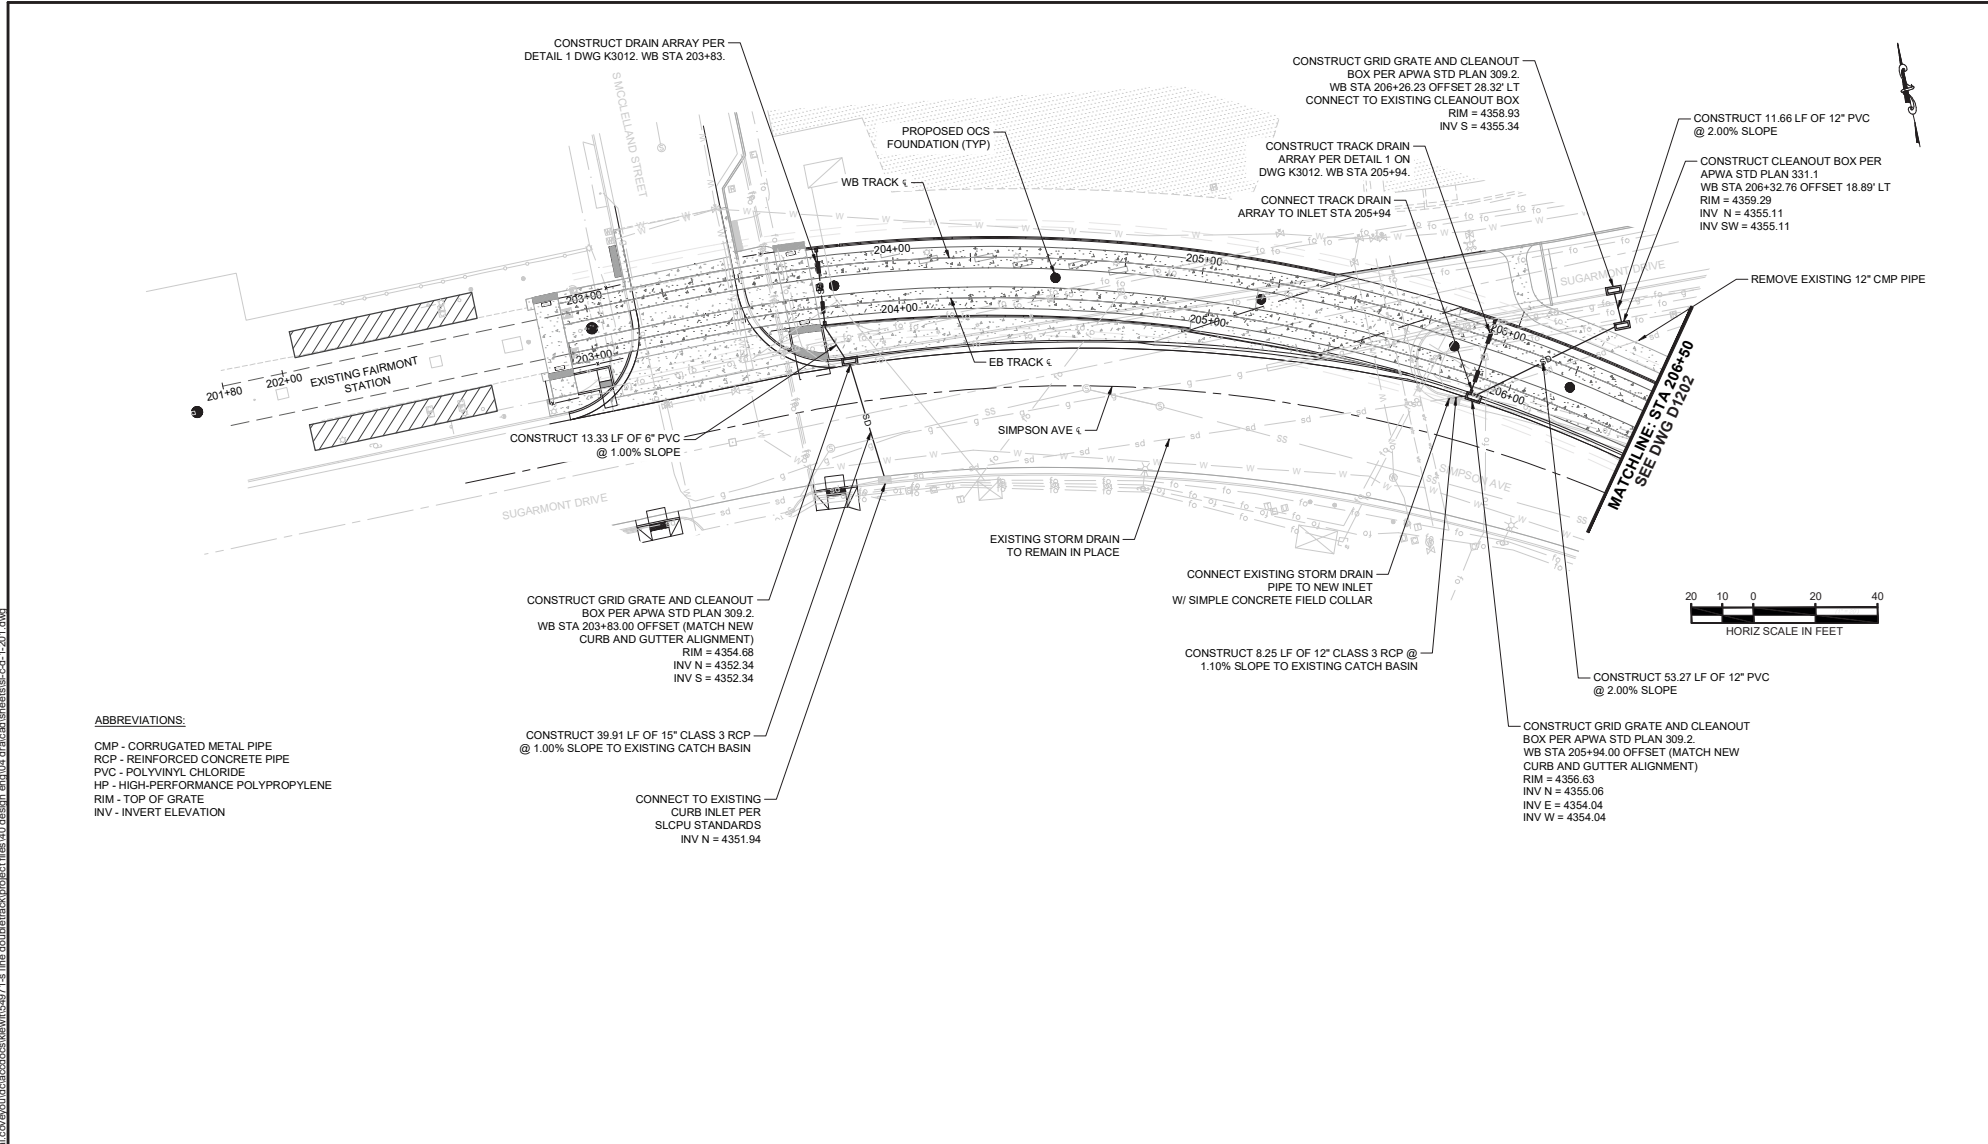 CONSTRUCT DRAIN ARRAY PER
DETAIL 1 DWG K3012. WB STA 203+83.
S MCCLELLAND STREET
PROPOSED OCS
FOUNDATION (TYP)
WB TRACK ℄
CONSTRUCT GRID GRATE AND CLEANOUT
BOX PER APWA STD PLAN 309.2.
WB STA 206+26.23 OFFSET 28.32' LT
CONNECT TO EXISTING CLEANOUT BOX
RIM = 4358.93
INV S = 4355.34
CONSTRUCT TRACK DRAIN
ARRAY PER DETAIL 1 ON
DWG K3012. WB STA 205+94.
CONNECT TRACK DRAIN
ARRAY TO INLET STA 205+94
CONSTRUCT 11.66 LF OF 12" PVC
@ 2.00% SLOPE
CONSTRUCT CLEANOUT BOX PER
APWA STD PLAN 331.1
WB STA 206+32.76 OFFSET 18.89' LT
RIM = 4359.29
INV  N = 4355.11
INV SW = 4355.11
REMOVE EXISTING 12" CMP PIPE
SUGARMONT DRIVE
203+00
204+00
205+00
206+00
203+00
204+00
205+00
206+00
201+80
202+00
EXISTING FAIRMONT
STATION
EB TRACK ℄
SIMPSON AVE ℄
SD
SD
CONSTRUCT 13.33 LF OF 6" PVC
@ 1.00% SLOPE
SUGARMONT DRIVE
SIMPSON AVE
MATCHLINE: STA 206+50
SEE DWG D1202
EXISTING STORM DRAIN
TO REMAIN IN PLACE
CONNECT EXISTING STORM DRAIN
PIPE TO NEW INLET
W/ SIMPLE CONCRETE FIELD COLLAR
CONSTRUCT GRID GRATE AND CLEANOUT
BOX PER APWA STD PLAN 309.2.
WB STA 203+83.00 OFFSET (MATCH NEW
CURB AND GUTTER ALIGNMENT)
RIM = 4354.68
INV N = 4352.34
INV S = 4352.34
20 10 0 20 40
HORIZ SCALE IN FEET
CONSTRUCT 8.25 LF OF 12" CLASS 3 RCP @
1.10% SLOPE TO EXISTING CATCH BASIN
CONSTRUCT 53.27 LF OF 12" PVC
@ 2.00% SLOPE
CONSTRUCT GRID GRATE AND CLEANOUT
BOX PER APWA STD PLAN 309.2.
WB STA 205+94.00 OFFSET (MATCH NEW
CURB AND GUTTER ALIGNMENT)
RIM = 4356.63
INV N = 4355.06
INV E = 4354.04
INV W = 4354.04
CONSTRUCT 39.91 LF OF 15" CLASS 3 RCP
@ 1.00% SLOPE TO EXISTING CATCH BASIN
CONNECT TO EXISTING
CURB INLET PER
SLCPU STANDARDS
INV N = 4351.94
ABBREVIATIONS:
CMP - CORRUGATED METAL PIPE
RCP - REINFORCED CONCRETE PIPE
PVC - POLYVINYL CHLORIDE
HP - HIGH-PERFORMANCE POLYPROPYLENE
RIM - TOP OF GRATE
INV - INVERT ELEVATION